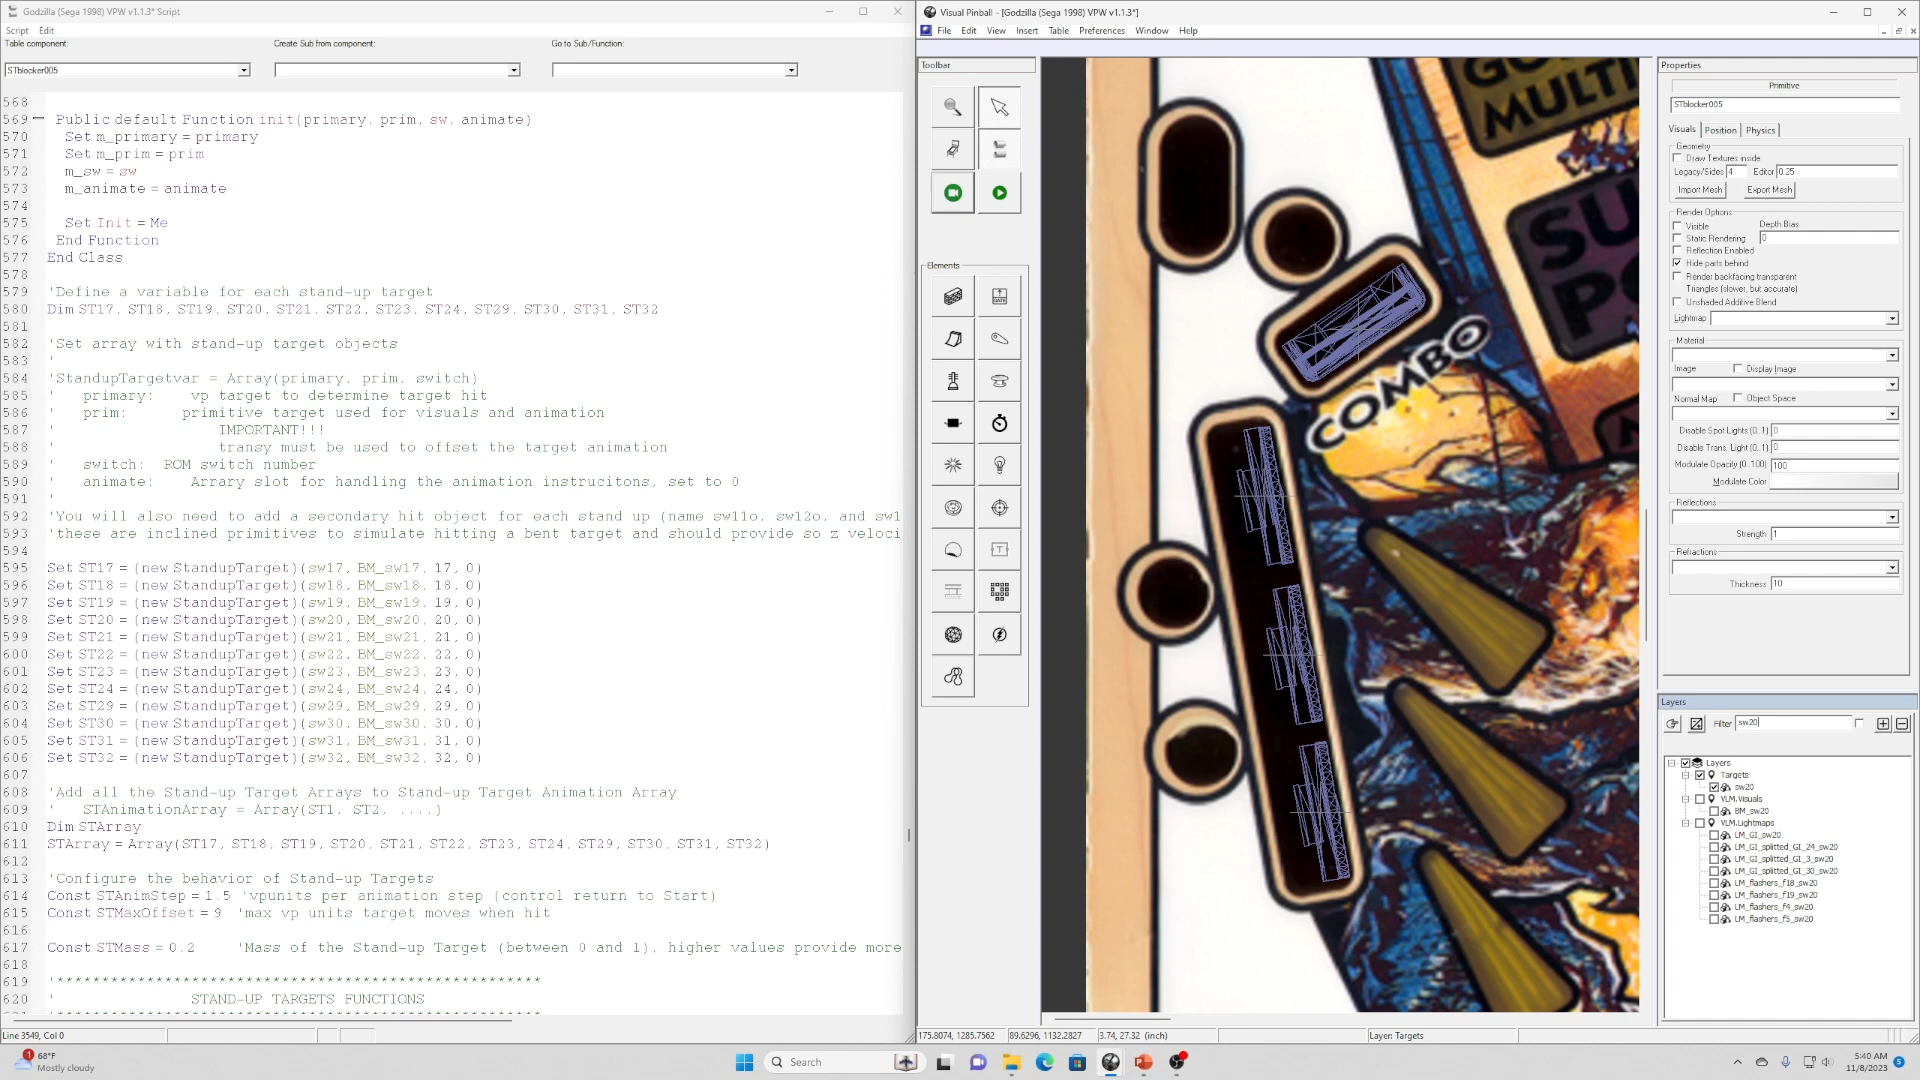 Godzilla (Sega 1998) VPW v1.1.3* Script
Script Edit
Table component:
Create Sub from component:
Go to Sub/Function:
STblocker005
568
569 Public default Function init(primary, prim, sw, animate)
570 Set m_primary = primary
571 Set m_prim = prim
572 m_sw = sw
573 m_animate = animate
574
575 Set Init = Me
576 End Function
577 End Class
578
579 'Define a variable for each stand-up target
580 Dim ST17, ST18, ST19, ST20, ST21, ST22, ST23, ST24, ST29, ST30, ST31, ST32
581
582 'Set array with stand-up target objects
583 '
584 'StandupTargetvar = Array(primary, prim, switch)
585 ' primary: vp target to determine target hit
586 ' prim: primitive target used for visuals and animation
587 ' IMPORTANT!!!
588 ' transy must be used to offset the target animation
589 ' switch: ROM switch number
590 ' animate: Arrary slot for handling the animation instrucitons, set to 0
591 '
592 'You will also need to add a secondary hit object for each stand up (name sw11o, sw12o, and sw1
593 'these are inclined primitives to simulate hitting a bent target and should provide so z veloci
594
595 Set ST17 = (new StandupTarget)(sw17, BM_sw17, 17, 0)
596 Set ST18 = (new StandupTarget)(sw18, BM_sw18, 18, 0)
597 Set ST19 = (new StandupTarget)(sw19, BM_sw19, 19, 0)
598 Set ST20 = (new StandupTarget)(sw20, BM_sw20, 20, 0)
599 Set ST21 = (new StandupTarget)(sw21, BM_sw21, 21, 0)
600 Set ST22 = (new StandupTarget)(sw22, BM_sw22, 22, 0)
601 Set ST23 = (new StandupTarget)(sw23, BM_sw23, 23, 0)
602 Set ST24 = (new StandupTarget)(sw24, BM_sw24, 24, 0)
603 Set ST29 = (new StandupTarget)(sw29, BM_sw29, 29, 0)
604 Set ST30 = (new StandupTarget)(sw30, BM_sw30, 30, 0)
605 Set ST31 = (new StandupTarget)(sw31, BM_sw31, 31, 0)
606 Set ST32 = (new StandupTarget)(sw32, BM_sw32, 32, 0)
607
608 'Add all the Stand-up Target Arrays to Stand-up Target Animation Array
609 ' STAnimationArray = Array(ST1, ST2, ....)
610 Dim STArray
611 STArray = Array(ST17, ST18, ST19, ST20, ST21, ST22, ST23, ST24, ST29, ST30, ST31, ST32)
612
613 'Configure the behavior of Stand-up Targets
614 Const STAnimStep = 1.5 'vpunits per animation step (control return to Start)
615 Const STMaxOffset = 9 'max vp units target moves when hit
616
617 Const STMass = 0.2 'Mass of the Stand-up Target (between 0 and 1), higher values provide more
618
619 '*******************************************************
620 ' STAND-UP TARGETS FUNCTIONS
Line 3549, Col 0
Visual Pinball - [Godzilla (Sega 1998) VPW v1.1.3*]
File Edit View Insert Table Preferences Window Help
Toolbar
Elements
GATE
T
MULTI
SU
PO
COMBO
175.8074, 1285.7562
89.6296, 1132.2827
3.74, 27.32 (inch)
Layer: Targets
Properties
Primitive
STblocker005
Visuals Position Physics
Geometry
Draw Textures inside
Legacy/Sides 4 Editor 0.25
Import Mesh Export Mesh
Render Options
Visible Depth Bias
Static Rendering 0
Reflection Enabled
Hide parts behind
Render backfacing transparent
Triangles (slower, but accurate)
Unshaded Additive Blend
Lightmap
Material
Image Display Image
Normal Map Object Space
Disable Spot Lights (0..1) 0
Disable Trans. Light (0..1) 0
Modulate Opacity (0..100) 100
Modulate Color
Reflections
Strength 1
Refractions
Thickness 10
Layers
Filter sw20
Layers
Targets
sw20
VLM.Visuals
BM_sw20
VLM.Lightmaps
LM_GI_sw20
LM_GI_splitted_GI_24_sw20
LM_GI_splitted_GI_3_sw20
LM_GI_splitted_GI_30_sw20
LM_flashers_f18_sw20
LM_flashers_f19_sw20
LM_flashers_f4_sw20
LM_flashers_f5_sw20
1
68°F
Mostly cloudy
Search
5:40 AM
11/8/2023
5